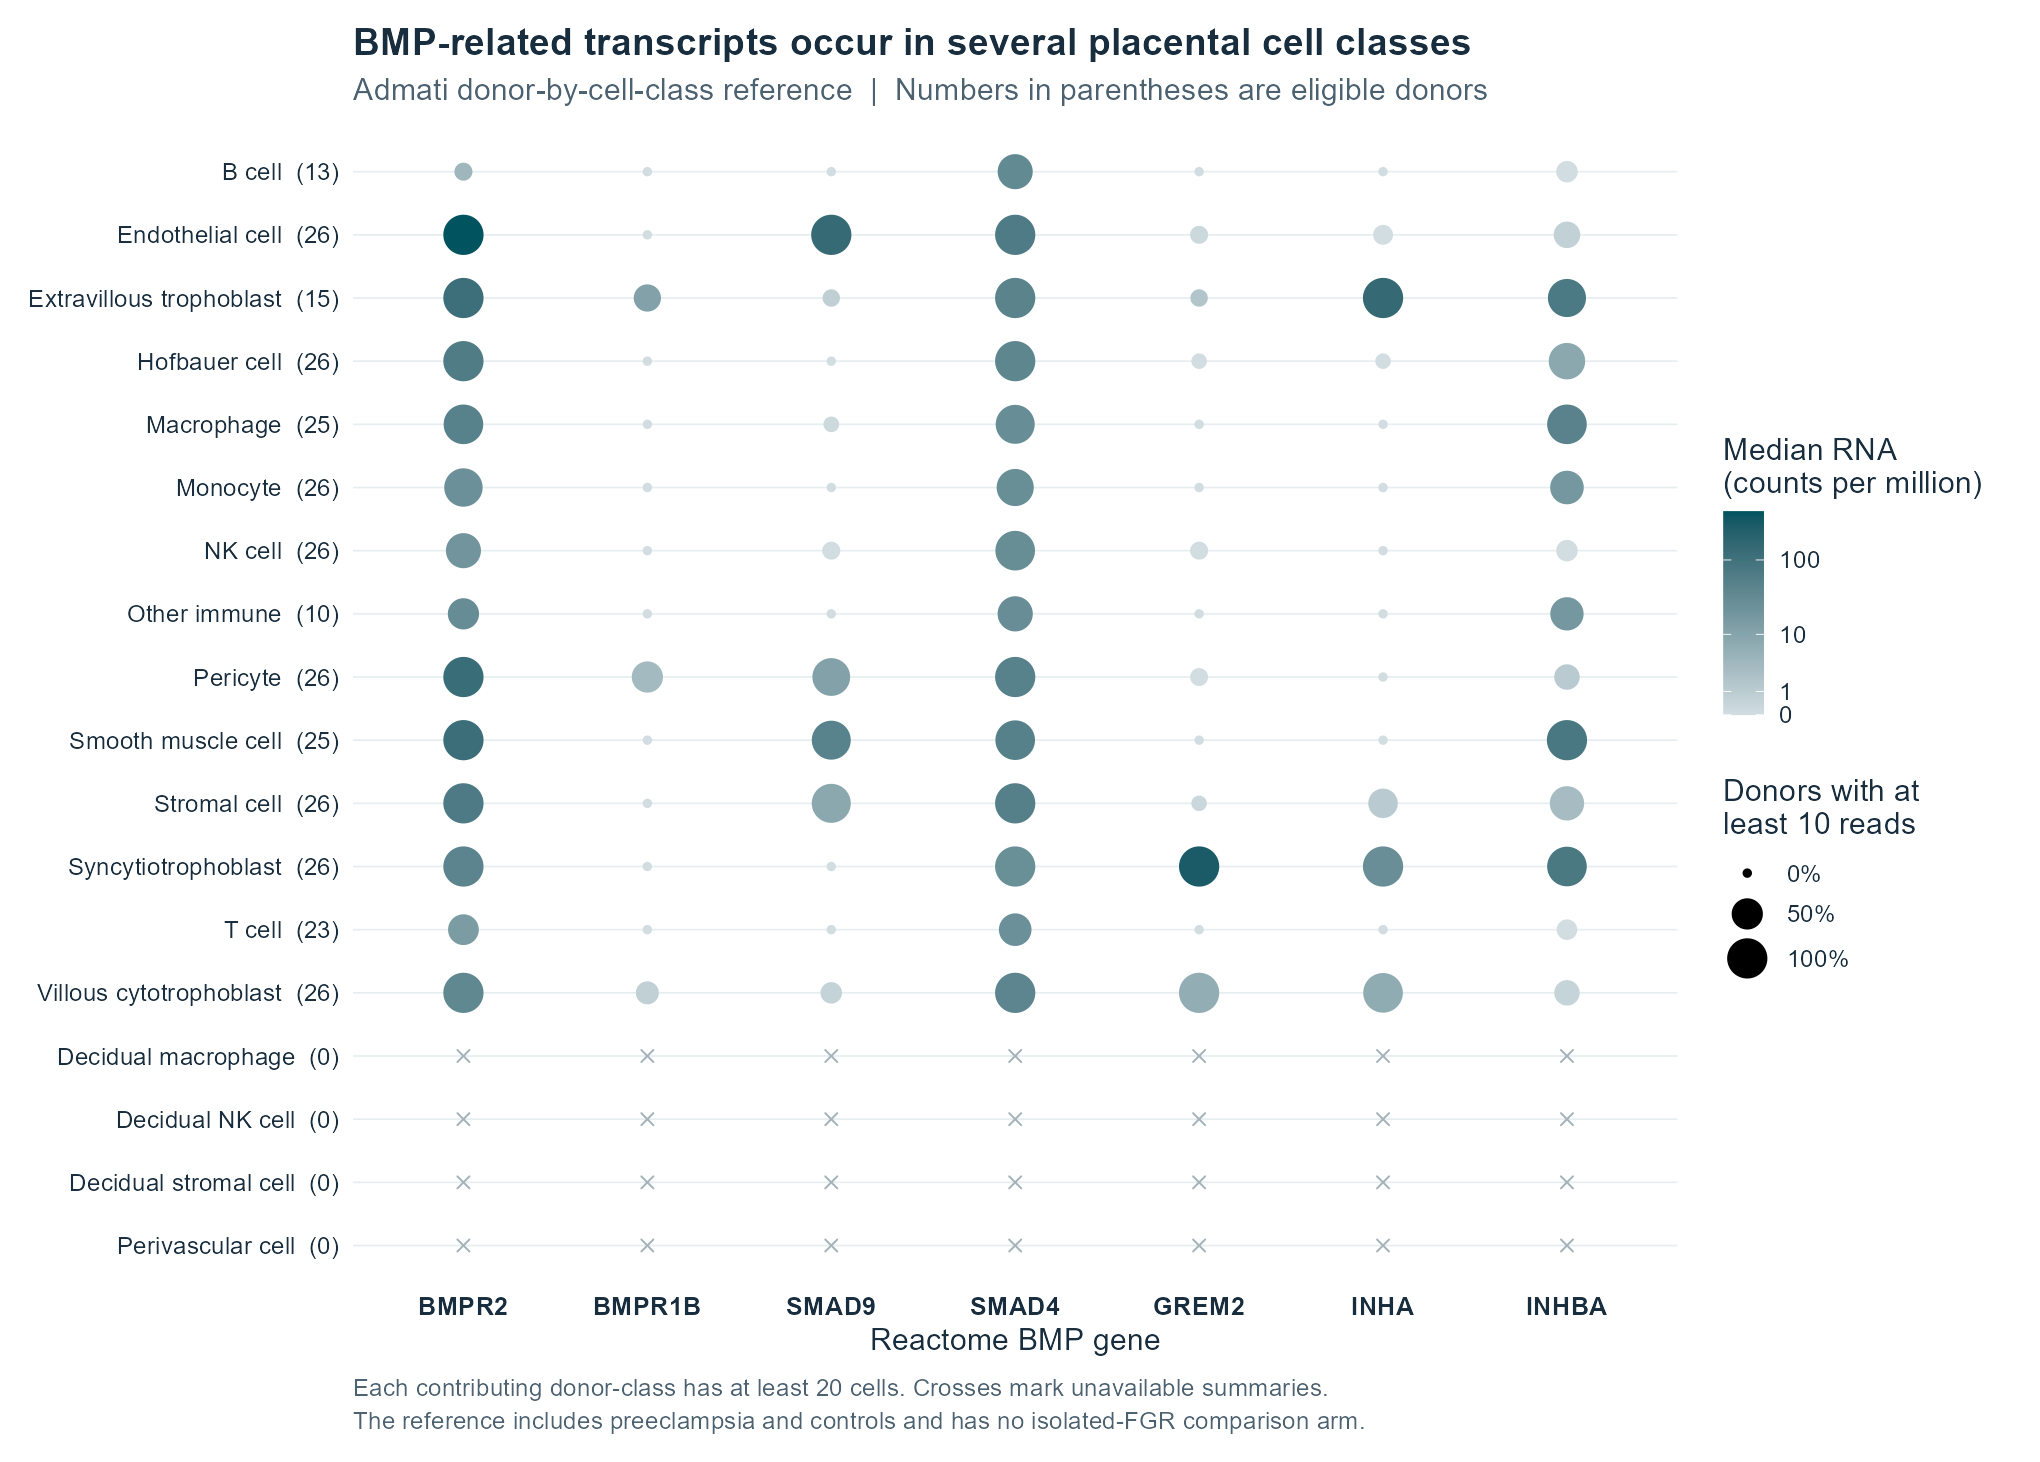 BMP-related transcripts occur in several placental cell classes
Admati donor-by-cell-class reference | Numbers in parentheses are eligible donors
B cell (13)
Endothelial cell (26)
Extravillous trophoblast (15)
Hofbauer cell (26)
Macrophage (25)
Monocyte (26)
NK cell (26)
Other immune (10)
Pericyte (26)
Smooth muscle cell (25)
Stromal cell (26)
Syncytiotrophoblast (26)
T cell (23)
Villous cytotrophoblast (26)
Decidual macrophage (0)
Decidual NK cell (0)
Decidual stromal cell (0)
Perivascular cell (0)
BMPR2 BMPR1B SMAD9 SMAD4 GREM2 INHA INHBA
Reactome BMP gene
Median RNA
(counts per million)
100
10
1
0
Donors with at
least 10 reads
0%
50%
100%
Each contributing donor-class has at least 20 cells. Crosses mark unavailable summaries.
The reference includes preeclampsia and controls and has no isolated-FGR comparison arm.